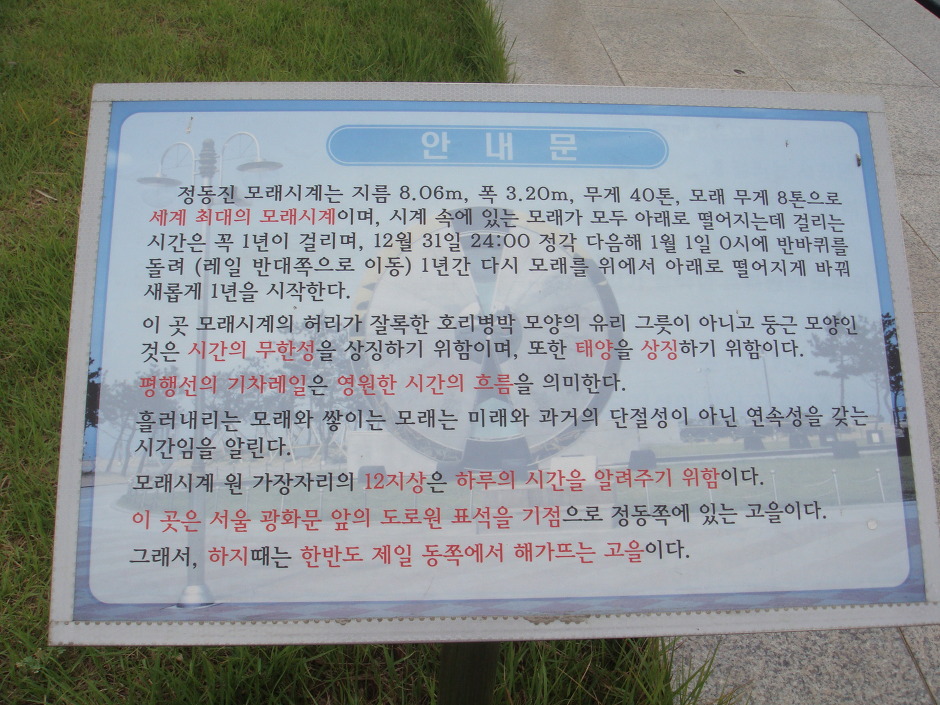 안 내 문
정동진 모래시계는 지름 8.06m, 폭 3.20m, 무게 40톤, 모래 무게 8톤으로
세계 최대의 모래시계이며, 시계 속에 있는 모래가 모두 아래로 떨어지는데 걸리는
시간은 꼭 1년이 걸리며, 12월 31일 24:00 정각 다음해 1월 1일 0시에 반바퀴를
돌려 (레일 반대쪽으로 이동) 1년간 다시 모래를 위에서 아래로 떨어지게 바꿔
새롭게 1년을 시작한다.
이 곳 모래시계의 허리가 잘록한 호리병박 모양의 유리 그릇이 아니고 둥근 모양인
것은 시간의 무한성을 상징하기 위함이며, 또한 태양을 상징하기 위함이다.
평행선의 기차레일은 영원한 시간의 흐름을 의미한다.
흘러내리는 모래와 쌓이는 모래는 미래와 과거의 단절성이 아닌 연속성을 갖는
시간임을 알린다.
모래시계 원 가장자리의 12지상은 하루의 시간을 알려주기 위함이다.
이 곳은 서울 광화문 앞의 도로원 표석을 기점으로 정동쪽에 있는 고을이다.
그래서, 하지때는 한반도 제일 동쪽에서 해가뜨는 고을이다.